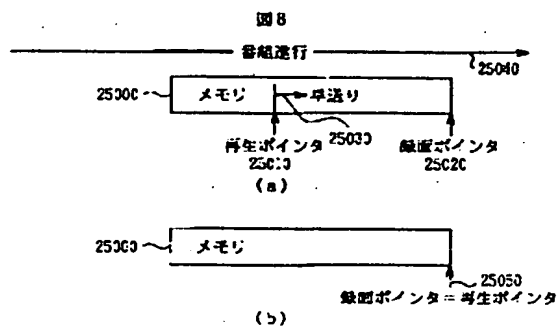 図8
番組進行
25040
25000 メモリ 早送り
再生ポインタ 25030 録画ポインタ
25010 25020
(a)
25000 メモリ
25050
録画ポインタ=再生ポインタ
(b)